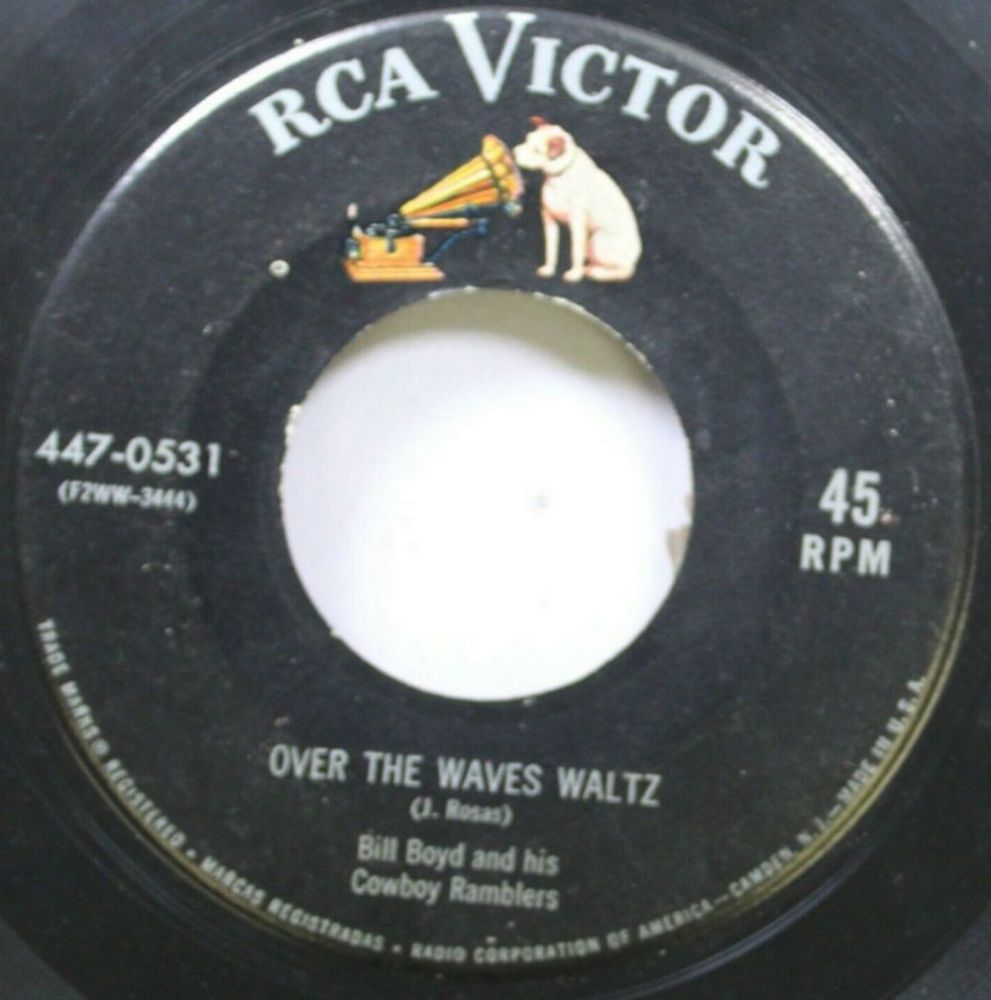 RCA VICTOR
447-0531
(F2WW-3444)
45
RPM
OVER THE WAVES WALTZ
(J. Rosas)
Bill Boyd and his
Cowboy Ramblers
TRADE MARKS ® REGISTERED • MARCAS REGISTRADAS • RADIO CORPORATION OF AMERICA—CAMDEN, N. J.—MADE IN U.S.A.